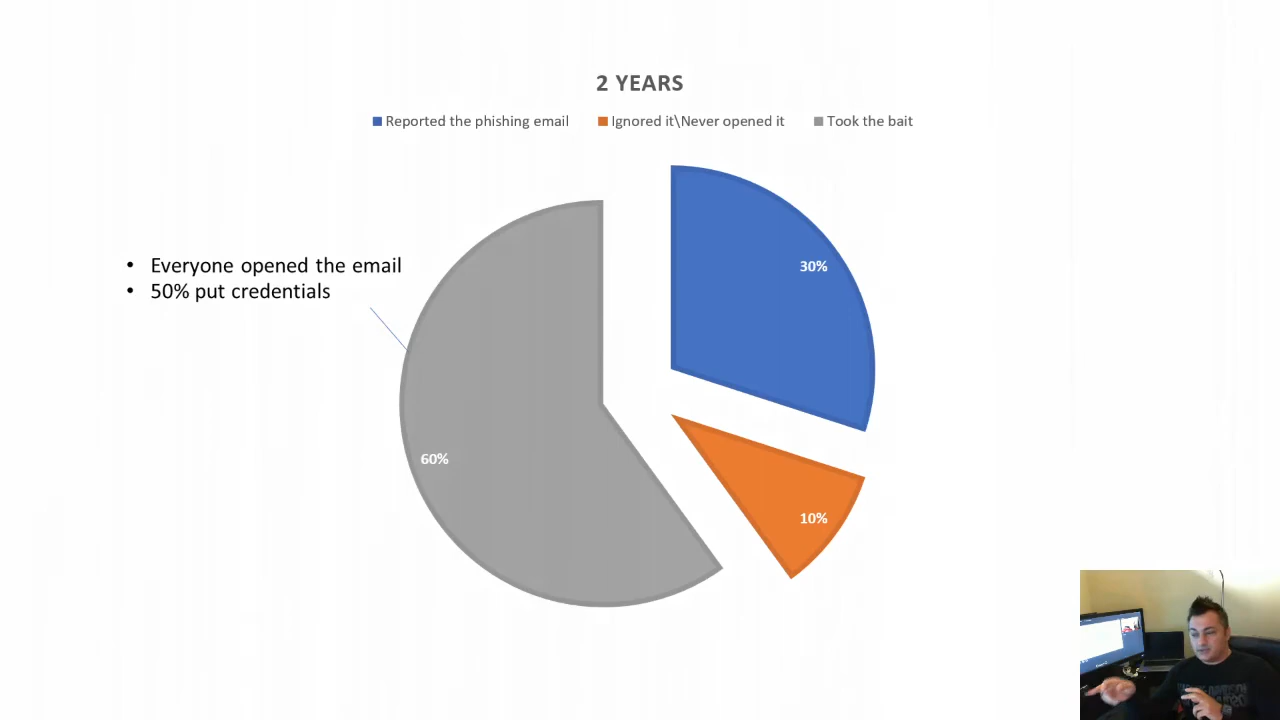 2 YEARS
Reported the phishing email
Ignored it\Never opened it
Took the bait
• Everyone opened the email
• 50% put credentials
30%
60%
10%